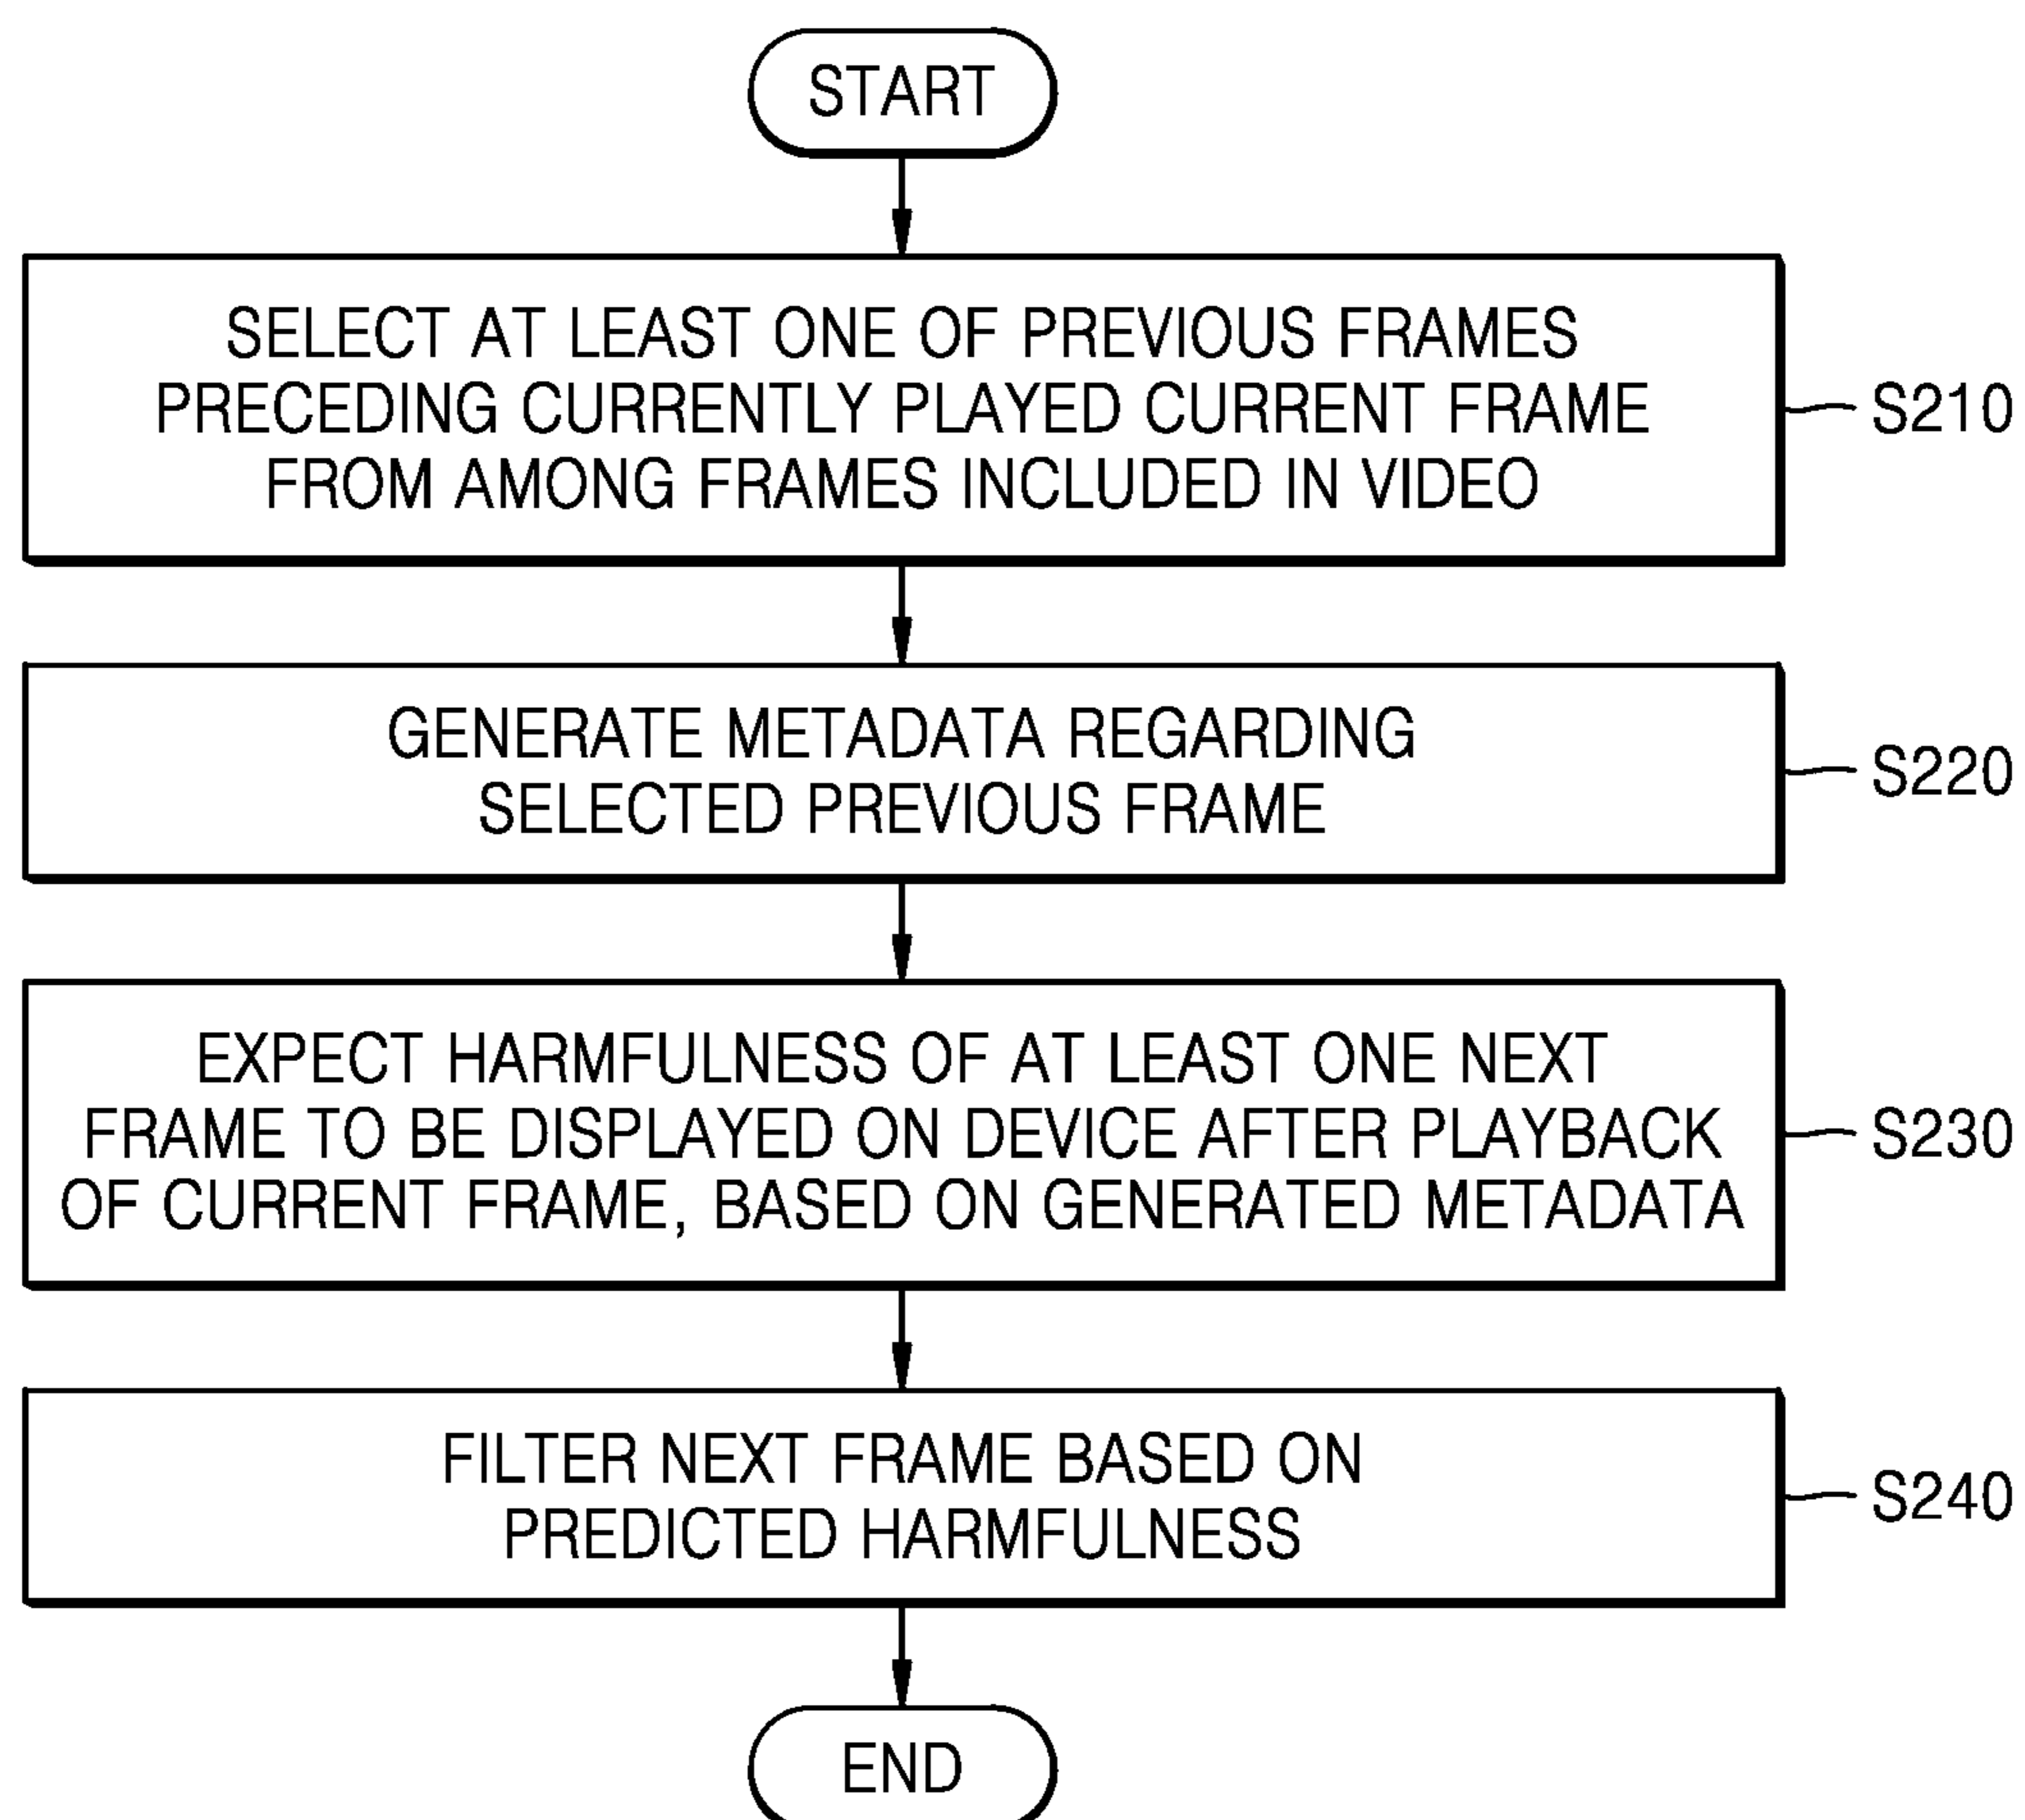 START
SELECT AT LEAST ONE OF PREVIOUS FRAMES
PRECEDING CURRENTLY PLAYED CURRENT FRAME
FROM AMONG FRAMES INCLUDED IN VIDEO
S210
GENERATE METADATA REGARDING
SELECTED PREVIOUS FRAME
S220
EXPECT HARMFULNESS OF AT LEAST ONE NEXT
FRAME TO BE DISPLAYED ON DEVICE AFTER PLAYBACK
OF CURRENT FRAME, BASED ON GENERATED METADATA
S230
FILTER NEXT FRAME BASED ON
PREDICTED HARMFULNESS
S240
END